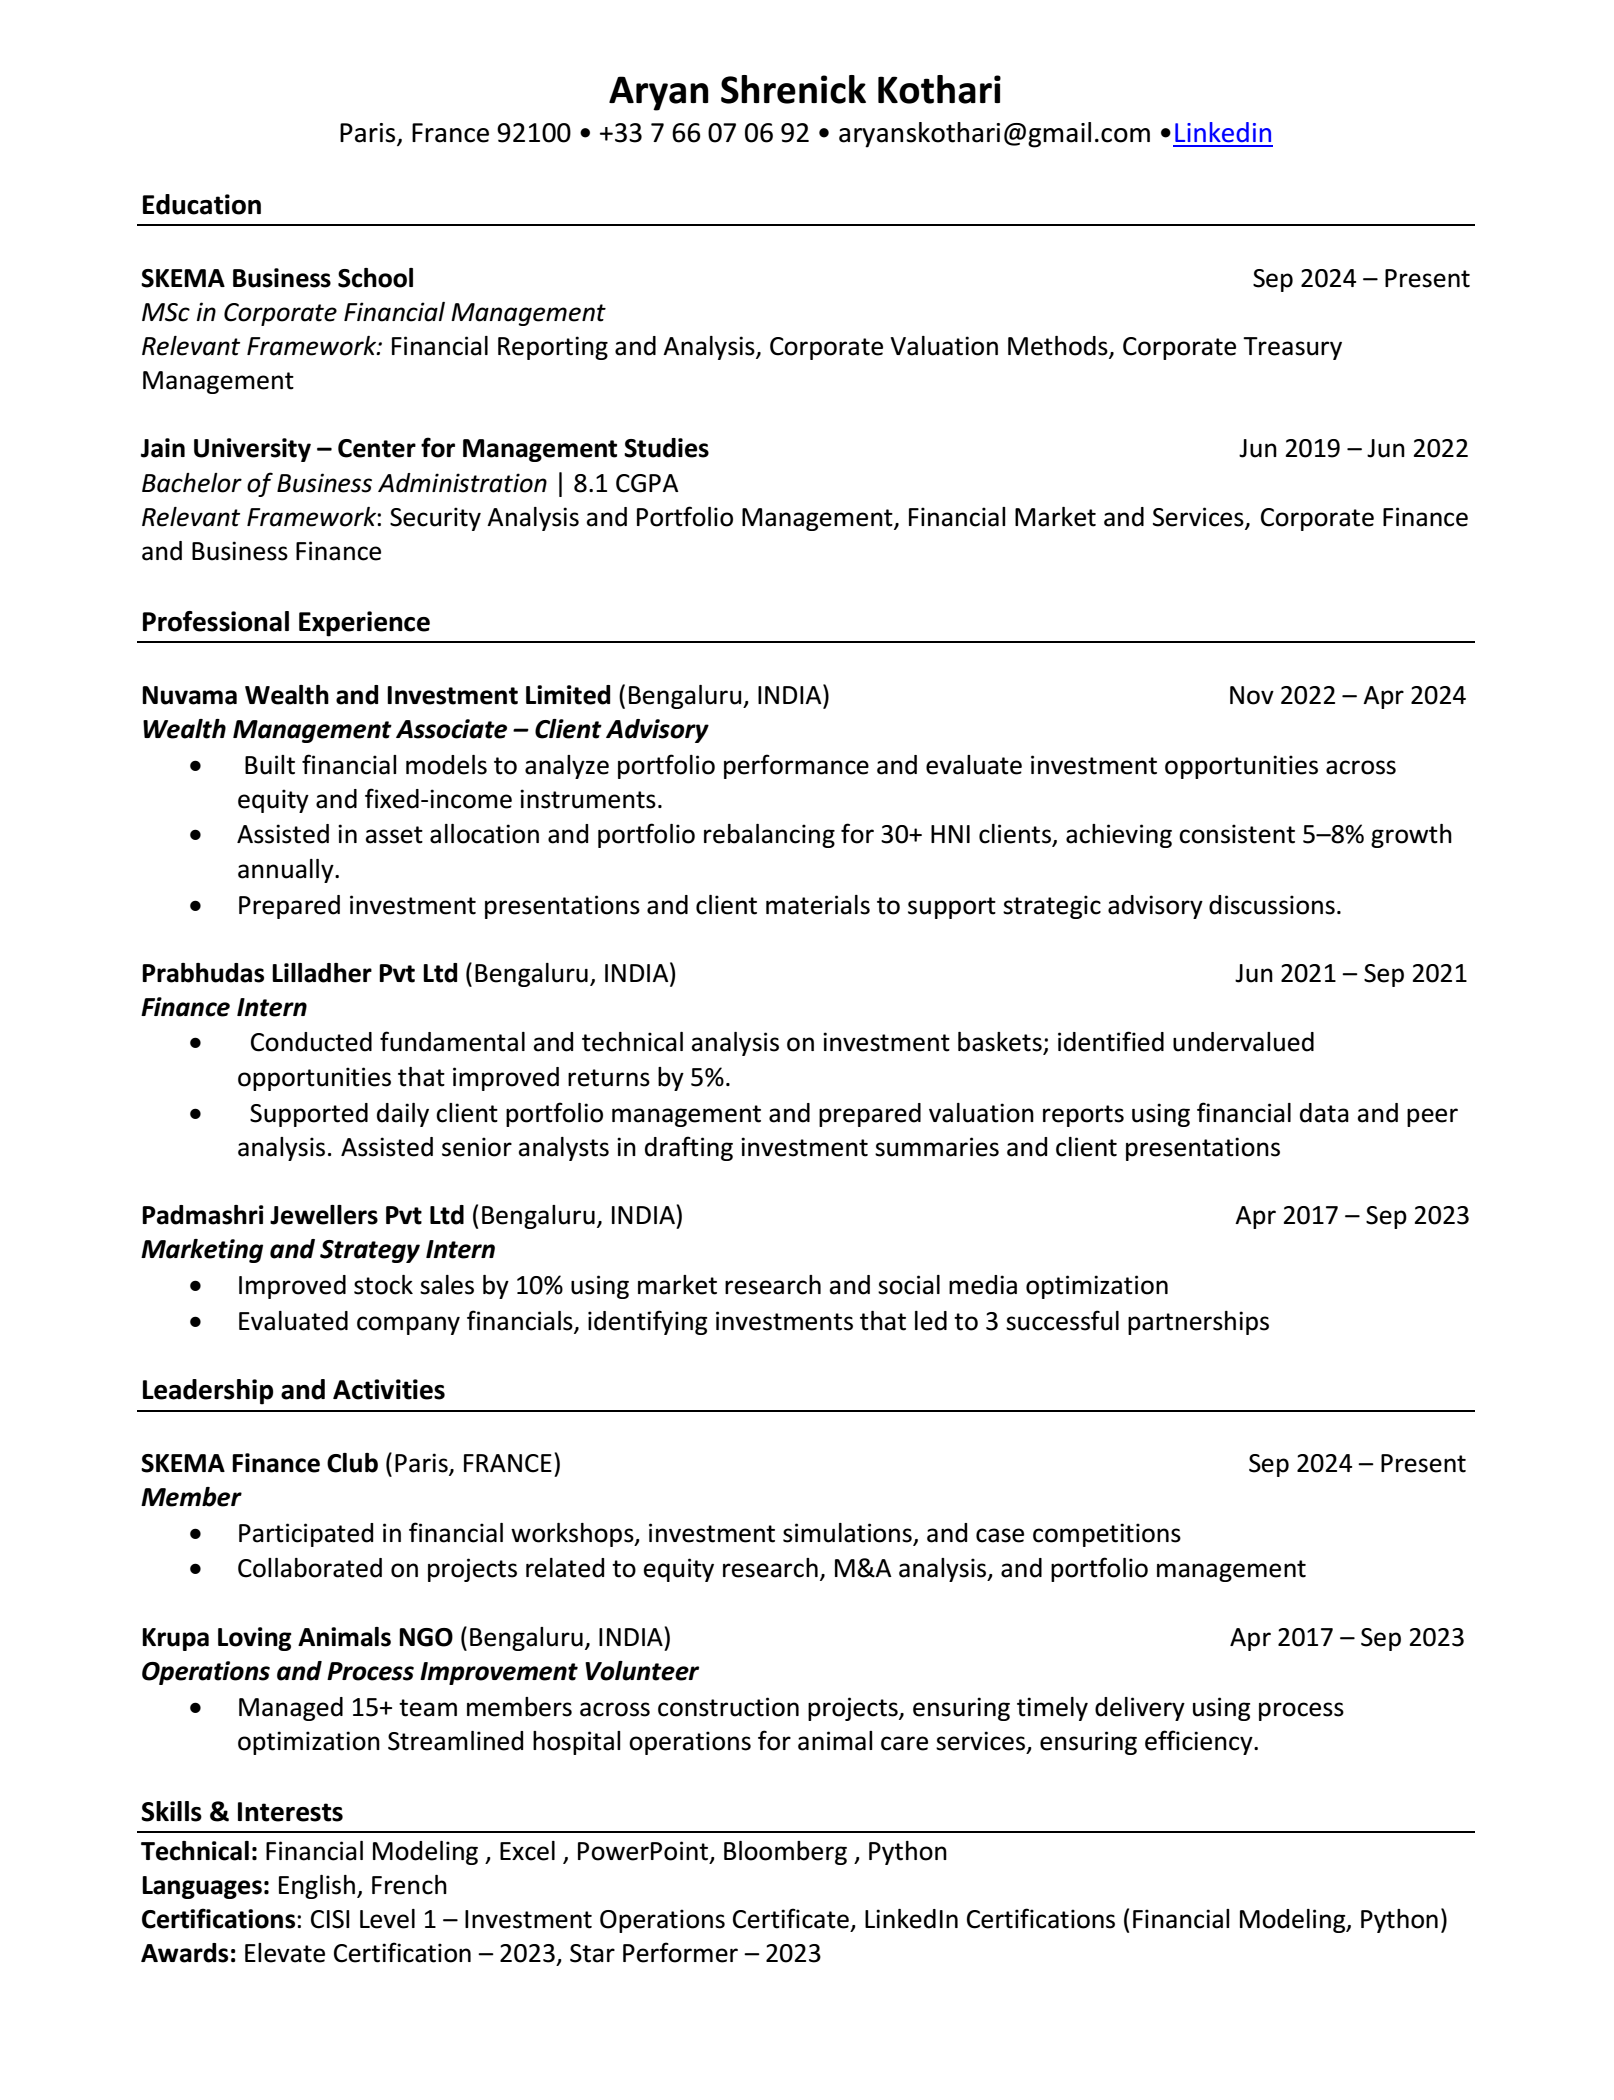 Aryan Shrenick Kothari
Paris, France 92100 • +33 7 66 07 06 92 • aryanskothari@gmail.com •Linkedin
Education
SKEMA Business School Sep 2024 – Present
MSc in Corporate Financial Management
Relevant Framework: Financial Reporting and Analysis, Corporate Valuation Methods, Corporate Treasury
Management
Jain University – Center for Management Studies Jun 2019 – Jun 2022
Bachelor of Business Administration | 8.1 CGPA
Relevant Framework: Security Analysis and Portfolio Management, Financial Market and Services, Corporate Finance
and Business Finance
Professional Experience
Nuvama Wealth and Investment Limited (Bengaluru, INDIA) Nov 2022 – Apr 2024
Wealth Management Associate – Client Advisory
• Built financial models to analyze portfolio performance and evaluate investment opportunities across
equity and fixed-income instruments.
• Assisted in asset allocation and portfolio rebalancing for 30+ HNI clients, achieving consistent 5–8% growth
annually.
• Prepared investment presentations and client materials to support strategic advisory discussions.
Prabhudas Lilladher Pvt Ltd (Bengaluru, INDIA) Jun 2021 – Sep 2021
Finance Intern
• Conducted fundamental and technical analysis on investment baskets; identified undervalued
opportunities that improved returns by 5%.
• Supported daily client portfolio management and prepared valuation reports using financial data and peer
analysis. Assisted senior analysts in drafting investment summaries and client presentations
Padmashri Jewellers Pvt Ltd (Bengaluru, INDIA) Apr 2017 – Sep 2023
Marketing and Strategy Intern
• Improved stock sales by 10% using market research and social media optimization
• Evaluated company financials, identifying investments that led to 3 successful partnerships
Leadership and Activities
SKEMA Finance Club (Paris, FRANCE) Sep 2024 – Present
Member
• Participated in financial workshops, investment simulations, and case competitions
• Collaborated on projects related to equity research, M&A analysis, and portfolio management
Krupa Loving Animals NGO (Bengaluru, INDIA) Apr 2017 – Sep 2023
Operations and Process Improvement Volunteer
• Managed 15+ team members across construction projects, ensuring timely delivery using process
optimization Streamlined hospital operations for animal care services, ensuring efficiency.
Skills & Interests
Technical: Financial Modeling , Excel , PowerPoint, Bloomberg , Python
Languages: English, French
Certifications: CISI Level 1 – Investment Operations Certificate, LinkedIn Certifications (Financial Modeling, Python)
Awards: Elevate Certification – 2023, Star Performer – 2023